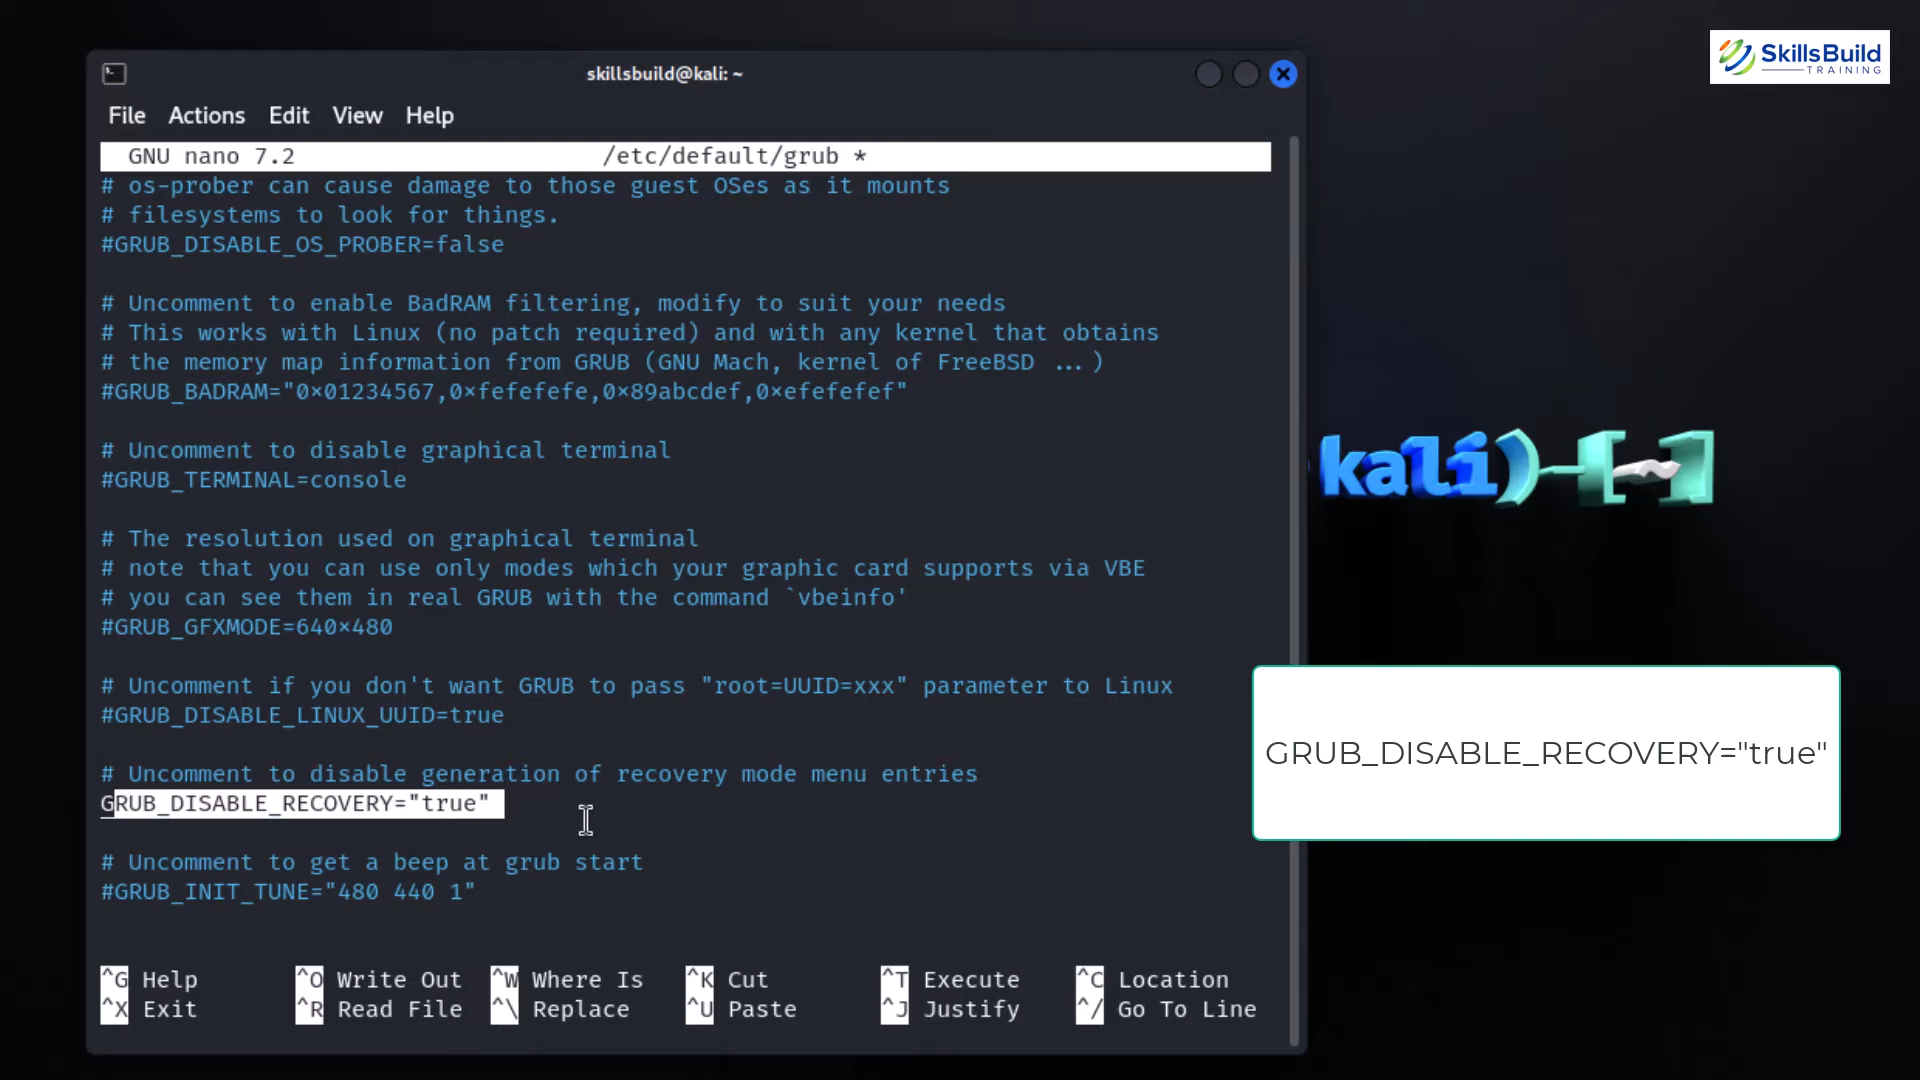 SkillsBuild
TRAINING
skillsbuild@kali: ~
File Actions Edit View Help
GNU nano 7.2 /etc/default/grub *
# os-prober can cause damage to those guest OSes as it mounts
# filesystems to look for things.
#GRUB_DISABLE_OS_PROBER=false
# Uncomment to enable BadRAM filtering, modify to suit your needs
# This works with Linux (no patch required) and with any kernel that obtains
# the memory map information from GRUB (GNU Mach, kernel of FreeBSD ...)
#GRUB_BADRAM="0x01234567,0xfefefefe,0x89abcdef,0xefefefef"
# Uncomment to disable graphical terminal
#GRUB_TERMINAL=console
# The resolution used on graphical terminal
# note that you can use only modes which your graphic card supports via VBE
# you can see them in real GRUB with the command `vbeinfo'
#GRUB_GFXMODE=640x480
# Uncomment if you don't want GRUB to pass "root=UUID=xxx" parameter to Linux
#GRUB_DISABLE_LINUX_UUID=true
# Uncomment to disable generation of recovery mode menu entries
GRUB_DISABLE_RECOVERY="true"
# Uncomment to get a beep at grub start
#GRUB_INIT_TUNE="480 440 1"
^G Help ^O Write Out ^W Where Is ^K Cut ^T Execute ^C Location
^X Exit ^R Read File ^\ Replace ^U Paste ^J Justify ^/ Go To Line
kali)-[~]
GRUB_DISABLE_RECOVERY="true"